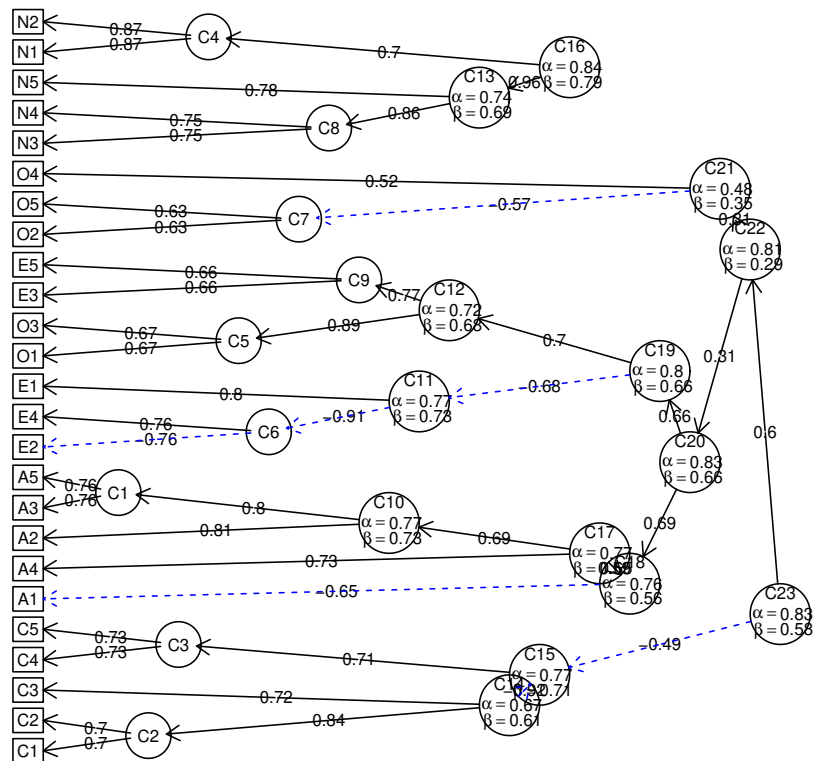 N2
0.87
C4
N1
0.87
0.7
C16
α = 0.84
β = 0.79
N5
0.78
0.96
C13
α = 0.74
β = 0.69
N4
0.75
C8
0.86
N3
0.75
O4
0.52
C21
α = 0.48
β = 0.35
O5
0.63
C7
−0.57
O2
0.63
0.81
C22
α = 0.81
β = 0.29
E5
0.66
C9
E3
0.66
0.77
C12
α = 0.72
β = 0.63
O3
0.67
C5
0.89
O1
0.67
0.7
C19
α = 0.8
β = 0.66
0.31
E1
0.8
C11
α = 0.77
β = 0.73
−0.68
E4
0.76
C6
−0.91
E2
−0.76
0.66
C20
α = 0.83
β = 0.66
0.6
A5
0.76
C1
A3
0.76
0.8
C10
α = 0.77
β = 0.73
A2
0.81
0.69
C17
α = 0.77
0.69
A4
0.73
C18
α = 0.76
β = 0.56
A1
−0.65
C23
α = 0.83
β = 0.58
C5
0.73
C3
C4
0.73
0.71
C15
α = 0.77
−0.49
C3
0.72
α = 0.67
β = 0.61
C2
0.7
C2
0.84
C1
0.7